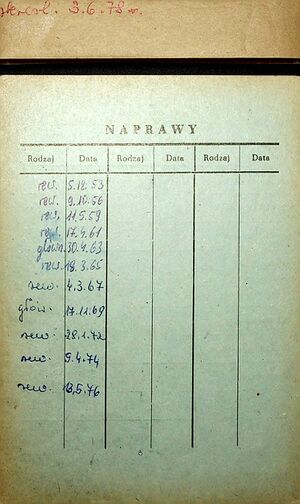 skreśl. 3.6.78 r.
NAPRAWY
Rodzaj Data Rodzaj Data Rodzaj Data
rew. 5.12.53
rew. 9.10.56
rew. 11.5.59
17.4.61
główn. 30.4.63
rew. 18.3.65
rew. 4.3.67
głów. 17.11.69
rew. 28.1.72
rew. 9.4.74
rew. 13.5.76
6